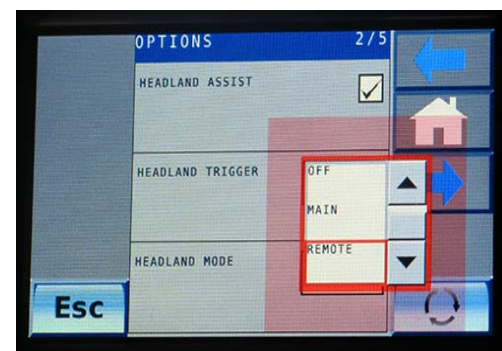 OPTIONS 2/5
HEADLAND ASSIST
HEADLAND TRIGGER
OFF
MAIN
REMOTE
HEADLAND MODE
Esc